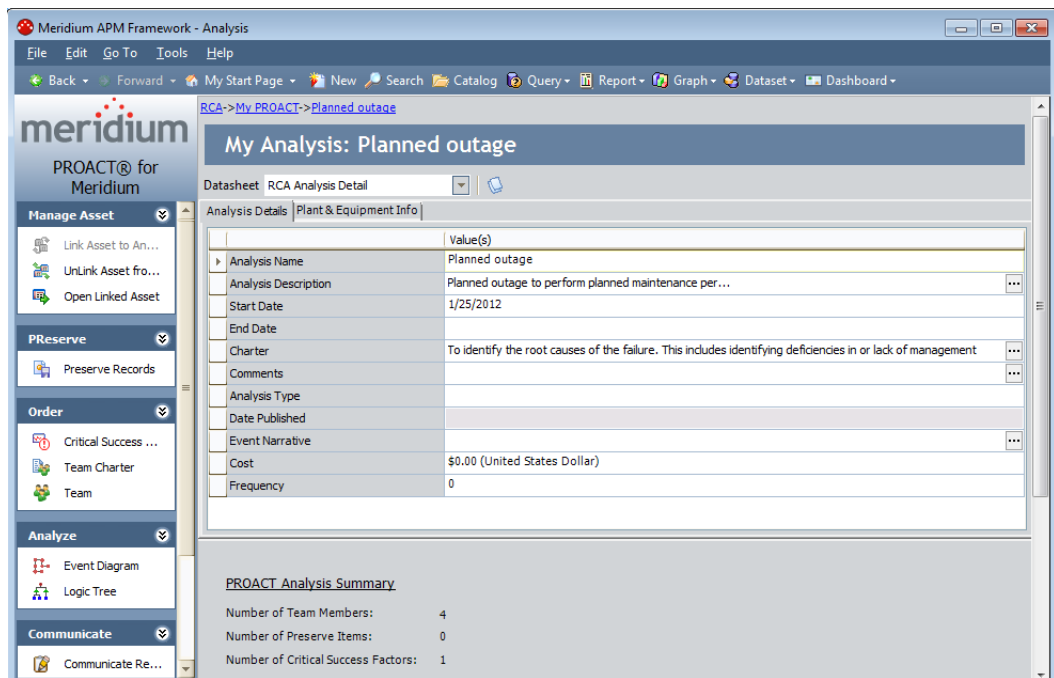 Meridium APM Framework - Analysis
File Edit Go To Tools Help
Back Forward My Start Page New Search Catalog Query Report Graph Dataset Dashboard
meridium
PROACT® for
Meridium
Manage Asset
Link Asset to An...
UnLink Asset fro...
Open Linked Asset
PReserve
Preserve Records
Order
Critical Success ...
Team Charter
Team
Analyze
Event Diagram
Logic Tree
Communicate
Communicate Re...
RCA->My PROACT->Planned outage
My Analysis: Planned outage
Datasheet RCA Analysis Detail
Analysis Details Plant & Equipment Info
Value(s)
Analysis Name Planned outage
Analysis Description Planned outage to perform planned maintenance per... ...
Start Date 1/25/2012
End Date
Charter To identify the root causes of the failure. This includes identifying deficiencies in or lack of management ...
Comments ...
Analysis Type
Date Published
Event Narrative ...
Cost $0.00 (United States Dollar)
Frequency 0
PROACT Analysis Summary
Number of Team Members: 4
Number of Preserve Items: 0
Number of Critical Success Factors: 1